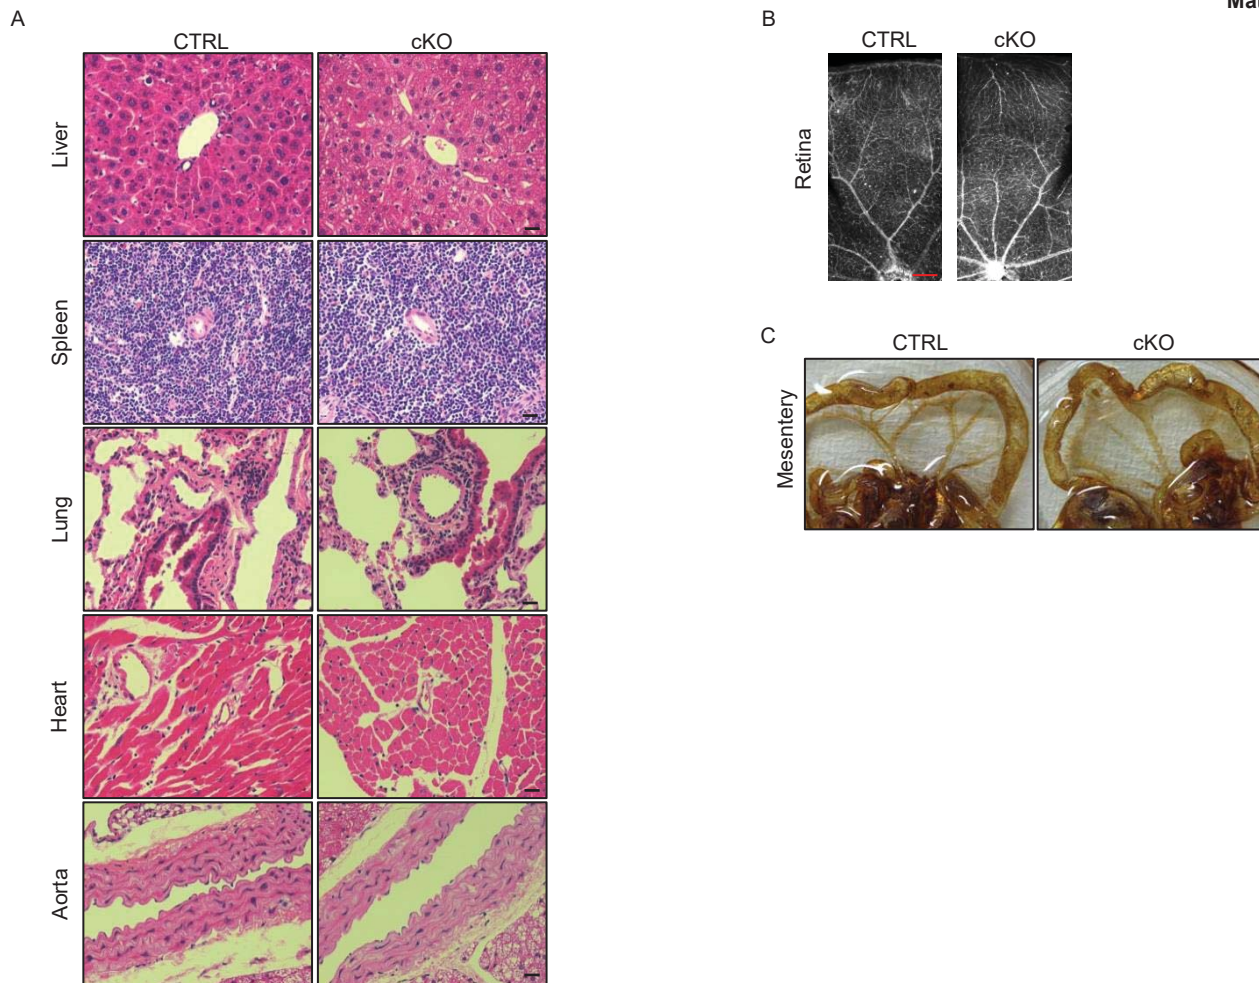 A
CTRL
cKO
Liver
Spleen
Lung
Heart
Aorta
B
CTRL
cKO
Retina
C
CTRL
cKO
Mesentery